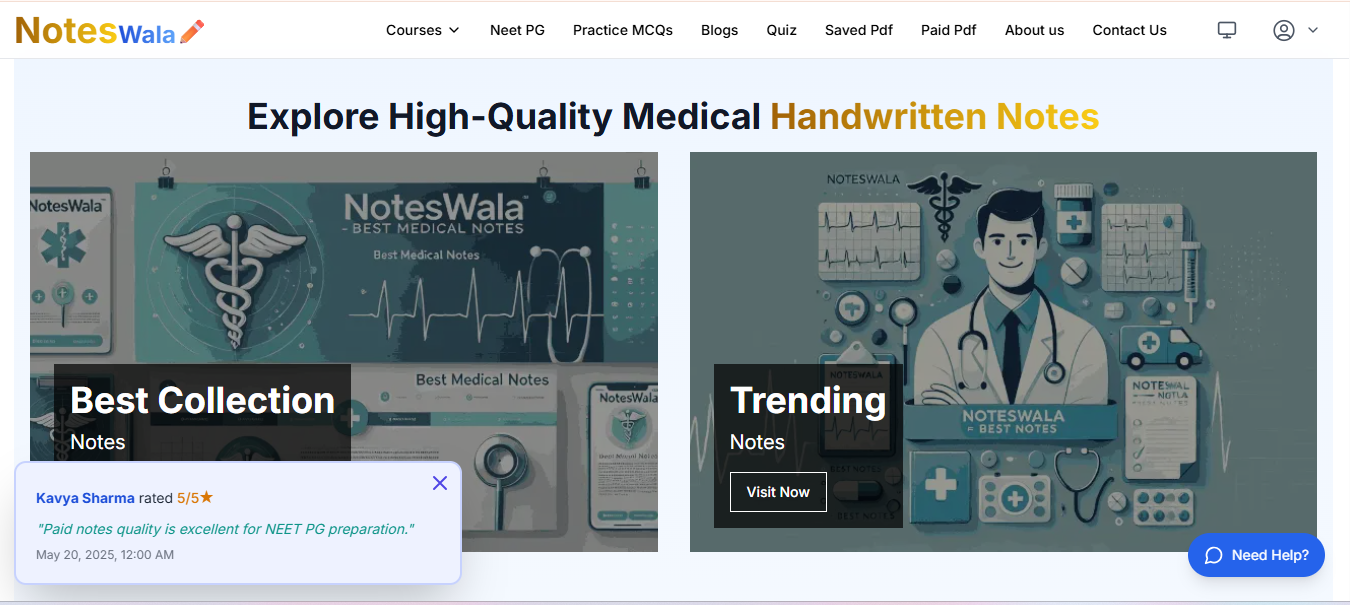 NotesWala
Courses
Neet PG
Practice MCQs
Blogs
Quiz
Saved Pdf
Paid Pdf
About us
Contact Us
Explore High-Quality Medical Handwritten Notes
NotesWala
NotesWala
- BEST MEDICAL NOTES
Best Medical Notes
Best Medical Notes
NotesWala
Best Collection
Notes
NOTESWALA
NOTESWALA
NOTESWALA
BEST NOTES
Trending
Notes
Visit Now
BEST NOTES
BEST NOTES
Kavya Sharma rated 5/5★
"Paid notes quality is excellent for NEET PG preparation."
May 20, 2025, 12:00 AM
Need Help?